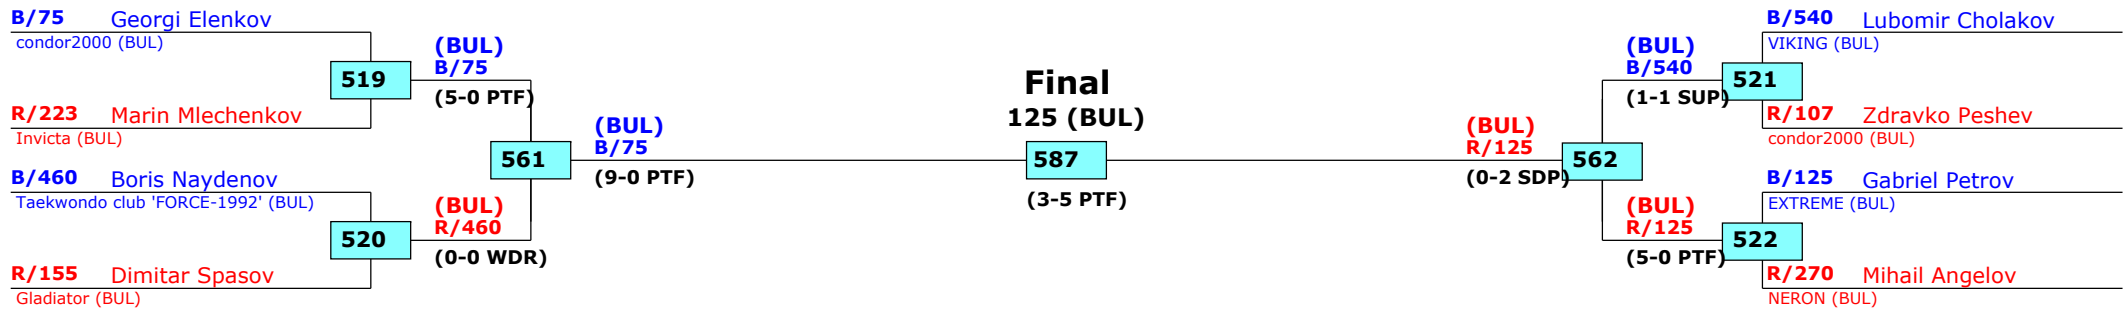 B/75 Georgi Elenkov
condor2000 (BUL)
519
R/223 Marin Mlechenkov
Invicta (BUL)
B/460 Boris Naydenov
Taekwondo club 'FORCE-1992' (BUL)
520
R/155 Dimitar Spasov
Gladiator (BUL)
(BUL)
B/75
(5-0 PTF)
561
(BUL)
R/460
(0-0 WDR)
(BUL)
B/75
(9-0 PTF)
Final
125 (BUL)
587
(3-5 PTF)
(BUL)
R/125
(0-2 SDP)
562
(BUL)
B/540
(1-1 SUP)
521
(BUL)
R/125
(5-0 PTF)
522
B/540 Lubomir Cholakov
VIKING (BUL)
R/107 Zdravko Peshev
condor2000 (BUL)
B/125 Gabriel Petrov
EXTREME (BUL)
R/270 Mihail Angelov
NERON (BUL)